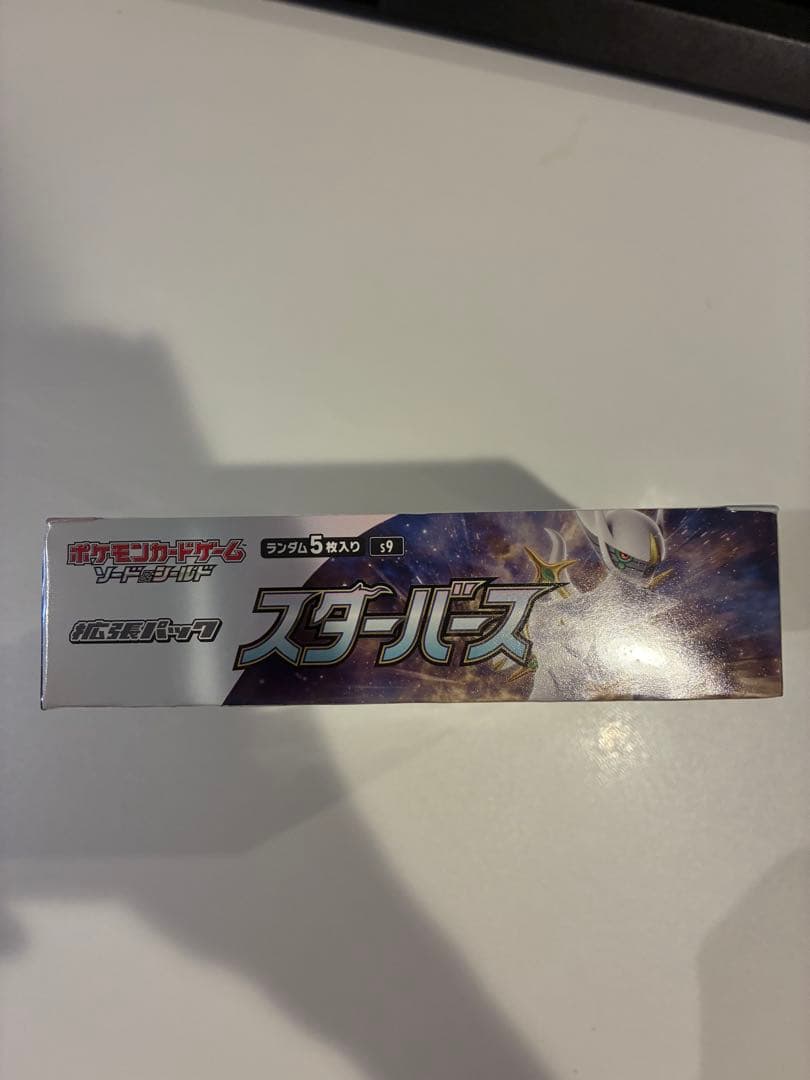 ポケモンカードゲーム
ソード&シールド
ランダム5枚入り s9
拡張パック
スターバース